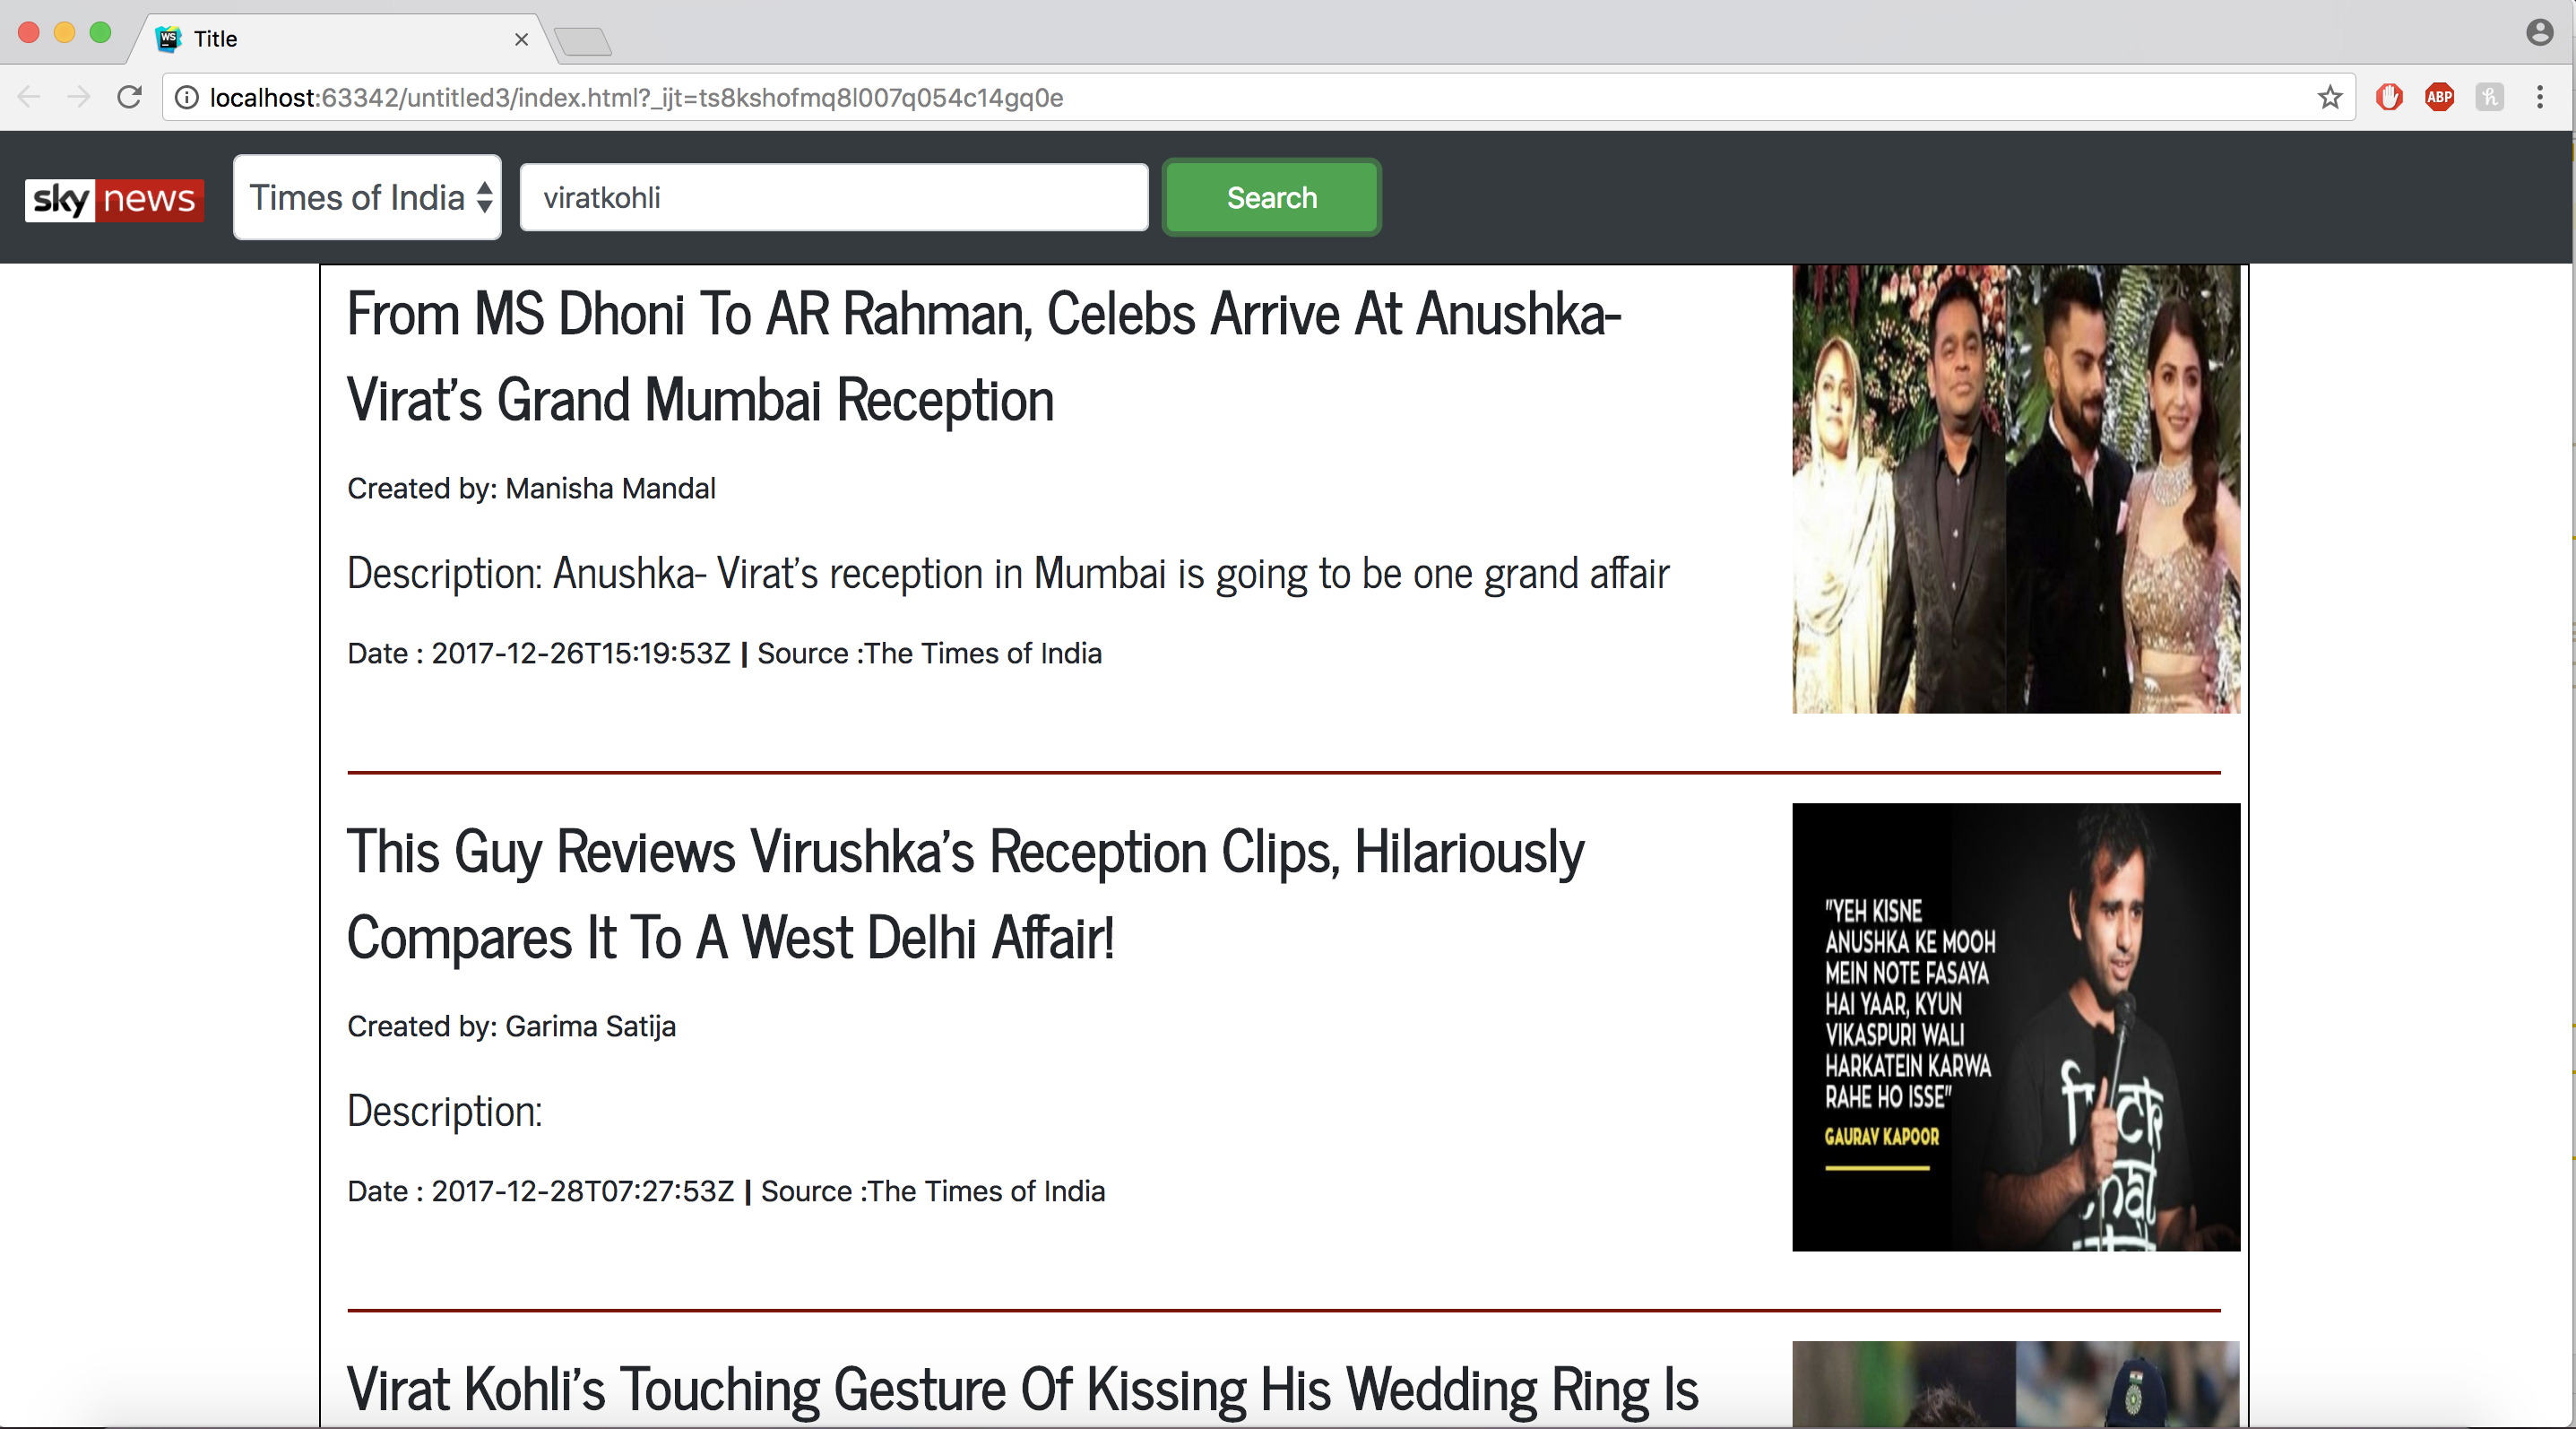 Title
localhost:63342/untitled3/index.html?_ijt=ts8kshofmq8l007q054c14gq0e
ABP
sky news
Times of India
viratkohli
Search
From MS Dhoni To AR Rahman, Celebs Arrive At Anushka-
Virat's Grand Mumbai Reception
Created by: Manisha Mandal
Description: Anushka- Virat's reception in Mumbai is going to be one grand affair
Date : 2017-12-26T15:19:53Z | Source :The Times of India
This Guy Reviews Virushka's Reception Clips, Hilariously
Compares It To A West Delhi Affair!
Created by: Garima Satija
Description:
Date : 2017-12-28T07:27:53Z | Source :The Times of India
"YEH KISNE
ANUSHKA KE MOOH
MEIN NOTE FASAYA
HAI YAAR, KYUN
VIKASPURI WALI
HARKATEIN KARWA
RAHE HO ISSE"
GAURAV KAPOOR
Virat Kohli's Touching Gesture Of Kissing His Wedding Ring Is